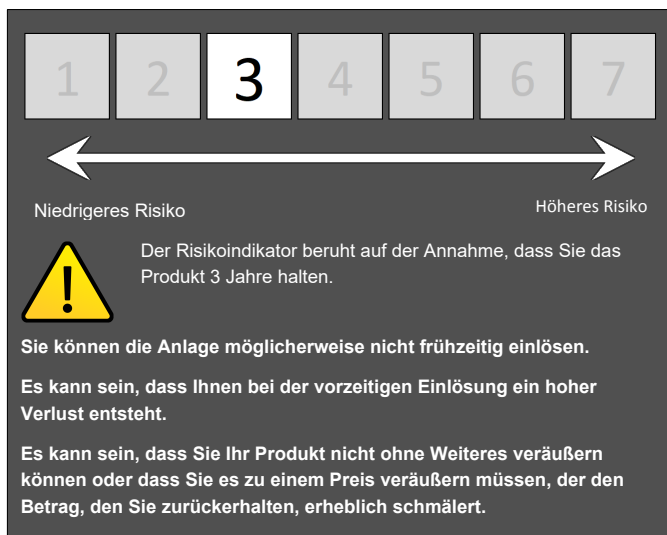 1 2 3 4 5 6 7
Niedrigeres Risiko
Höheres Risiko
Der Risikoindikator beruht auf der Annahme, dass Sie das
Produkt 3 Jahre halten.
Sie können die Anlage möglicherweise nicht frühzeitig einlösen.
Es kann sein, dass Ihnen bei der vorzeitigen Einlösung ein hoher
Verlust entsteht.
Es kann sein, dass Sie Ihr Produkt nicht ohne Weiteres veräußern
können oder dass Sie es zu einem Preis veräußern müssen, der den
Betrag, den Sie zurückerhalten, erheblich schmälert.